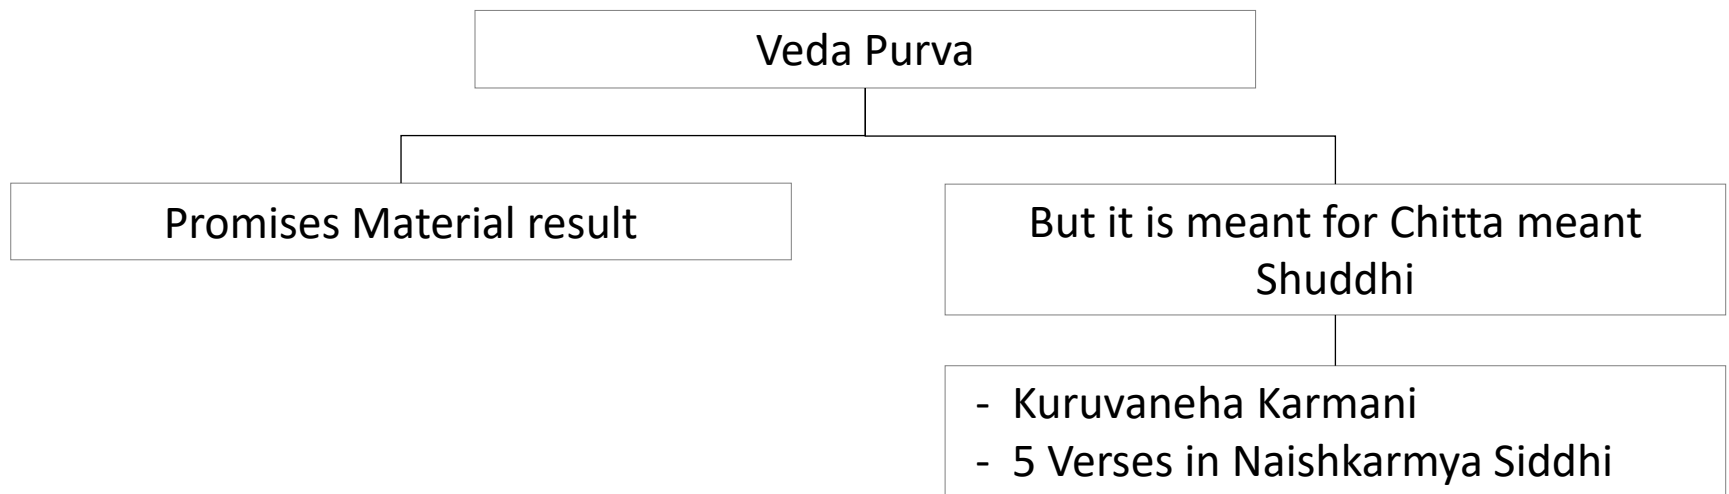 Veda Purva
Promises Material result
But it is meant for Chitta meant
Shuddhi
- Kuruvaneha Karmani
- 5 Verses in Naishkarmya Siddhi